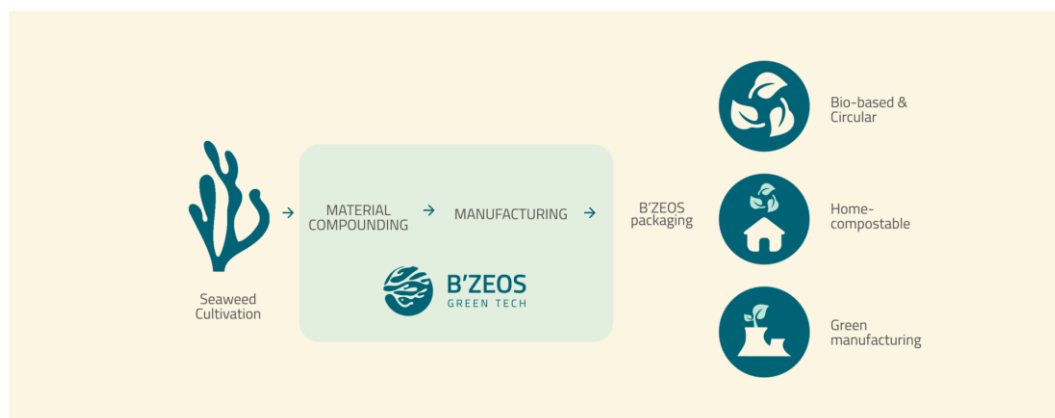 Seaweed
Cultivation
MATERIAL
COMPOUNDING
MANUFACTURING
B'ZEOS
GREEN TECH
B'ZEOS
packaging
Bio-based &
Circular
Home-
compostable
Green
manufacturing